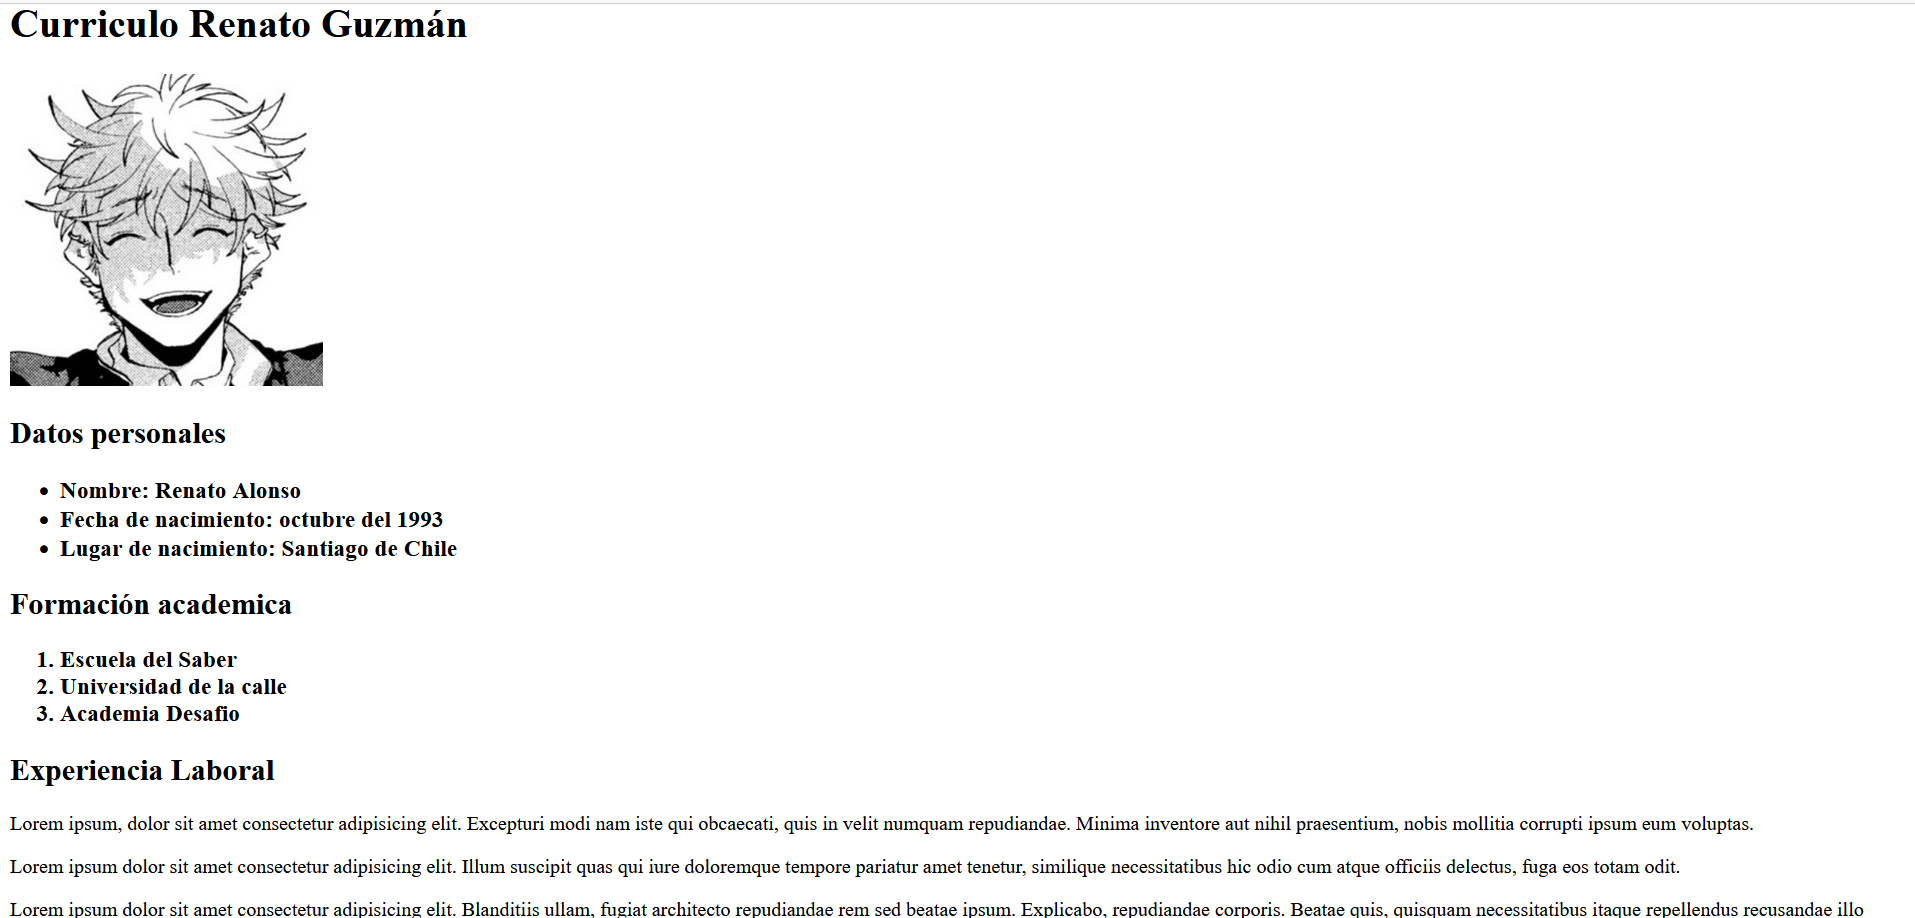 Curriculo Renato Guzmán
Datos personales
• Nombre: Renato Alonso
• Fecha de nacimiento: octubre del 1993
• Lugar de nacimiento: Santiago de Chile
Formación academica
1. Escuela del Saber
2. Universidad de la calle
3. Academia Desafio
Experiencia Laboral
Lorem ipsum, dolor sit amet consectetur adipisicing elit. Excepturi modi nam iste qui obcaecati, quis in velit numquam repudiandae. Minima inventore aut nihil praesentium, nobis mollitia corrupti ipsum eum voluptas.
Lorem ipsum dolor sit amet consectetur adipisicing elit. Illum suscipit quas qui iure doloremque tempore pariatur amet tenetur, similique necessitatibus hic odio cum atque officiis delectus, fuga eos totam odit.
Lorem ipsum dolor sit amet consectetur adipisicing elit. Blanditiis ullam, fugiat architecto repudiandae rem sed beatae ipsum. Explicabo, repudiandae corporis. Beatae quis, quisquam necessitatibus itaque repellendus recusandae illo